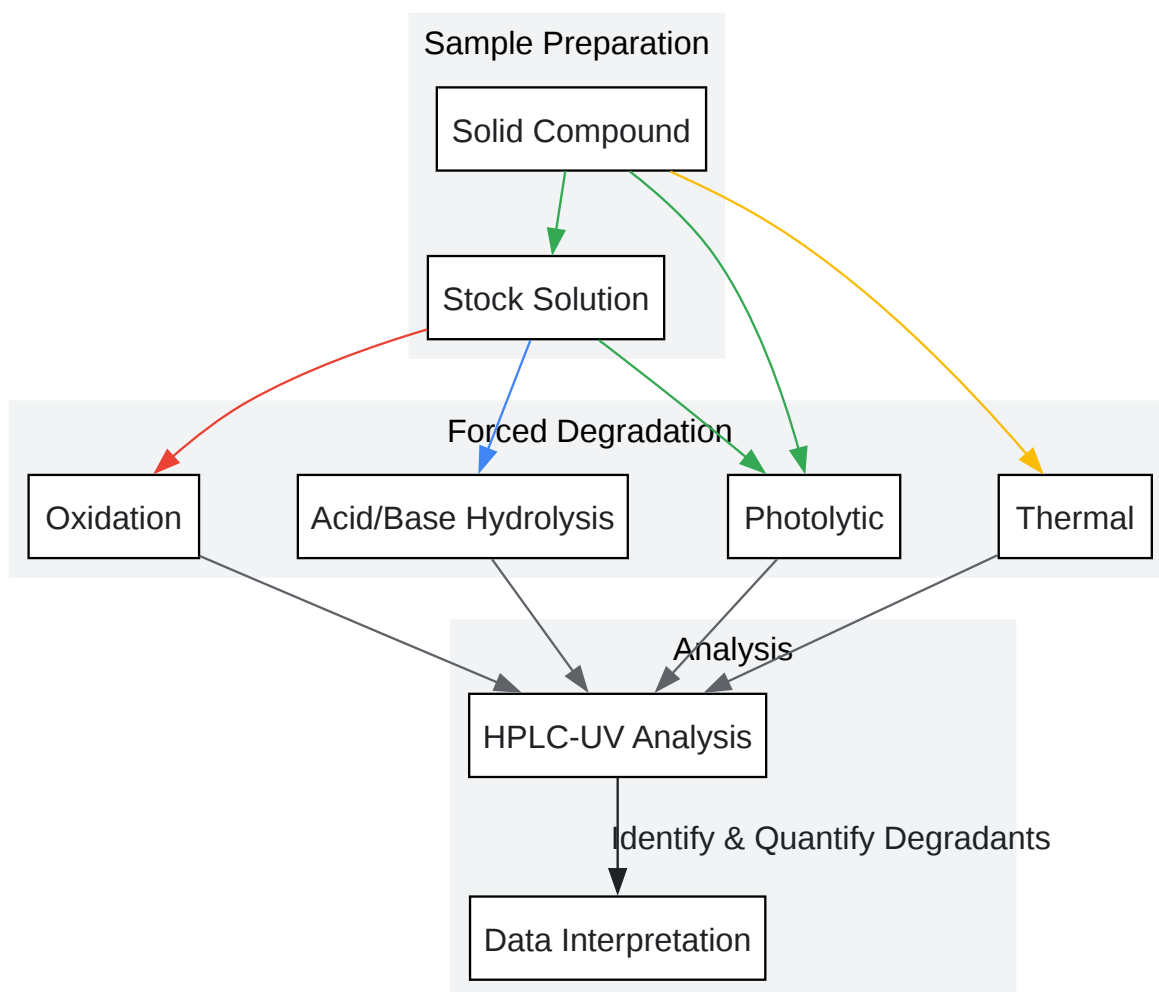 Sample Preparation
Solid Compound
Stock Solution
Forced Degradation
Oxidation
Acid/Base Hydrolysis
Photolytic
Thermal
Analysis
HPLC-UV Analysis
Identify & Quantify Degradants
Data Interpretation